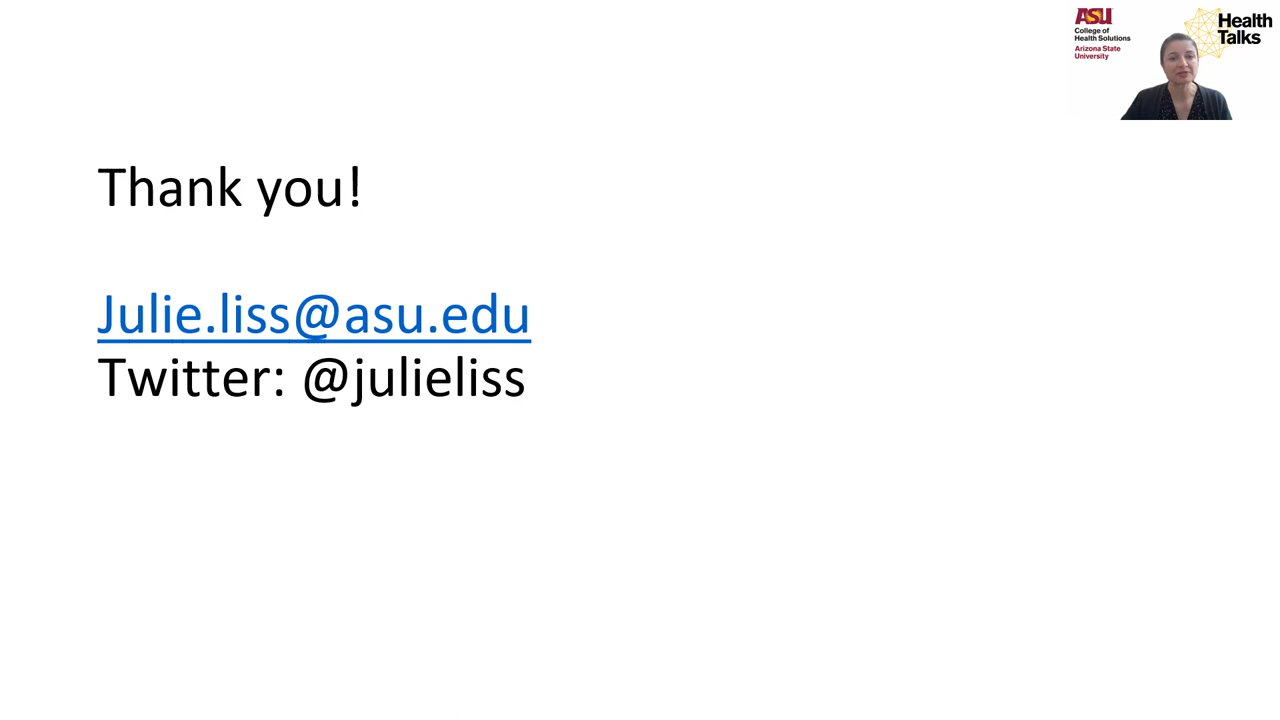 ASU
College of
Health Solutions
Arizona State
University
Health
Talks
Thank you!
Julie.liss@asu.edu
Twitter: @julieliss